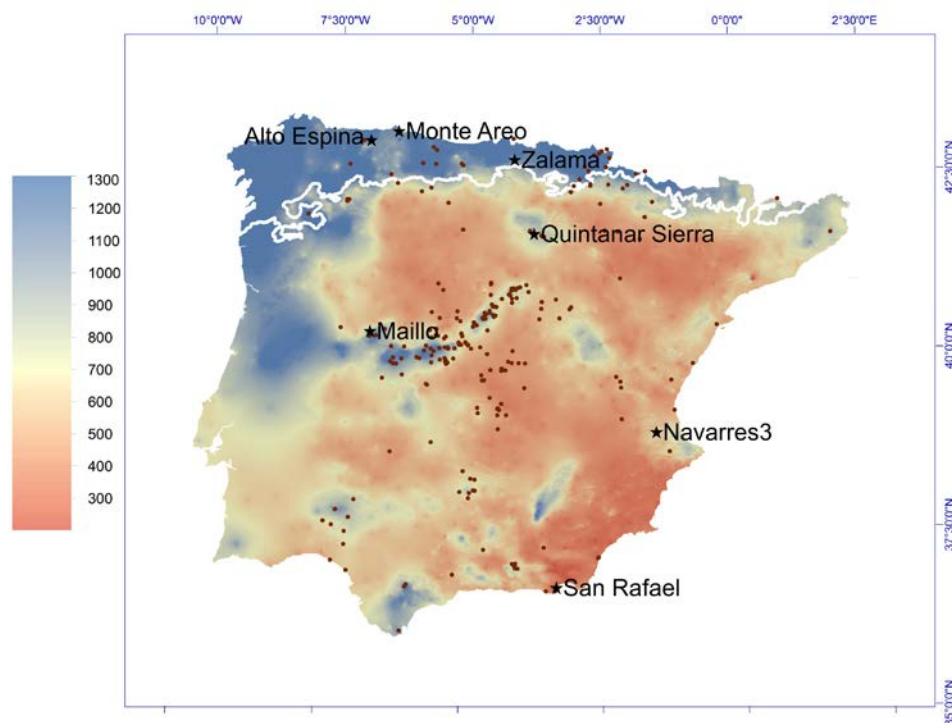 10°0'0"W 7°30'0"W 5°0'0"W 2°30'0"W 0°0'0" 2°30'0"E
Alto Espina
Monte Areo
Zalama
42°30'0"N
1300
1200
1100
1000
900
800
700
600
500
400
300
Quintanar Sierra
Maillo
40°0'0"N
Navarres3
37°30'0"N
San Rafael
35°0'0"N